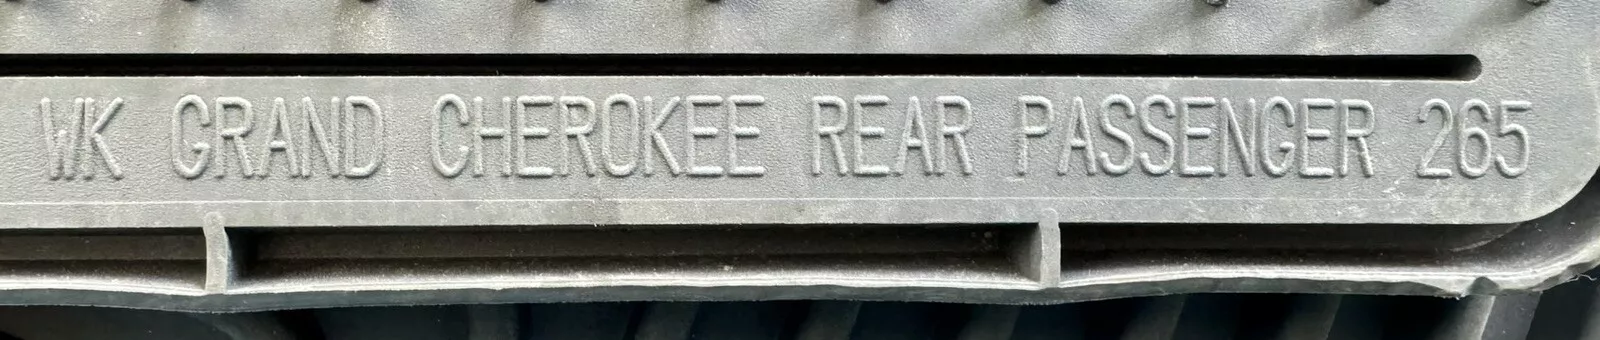 WK GRAND CHEROKEE REAR PASSENGER 265